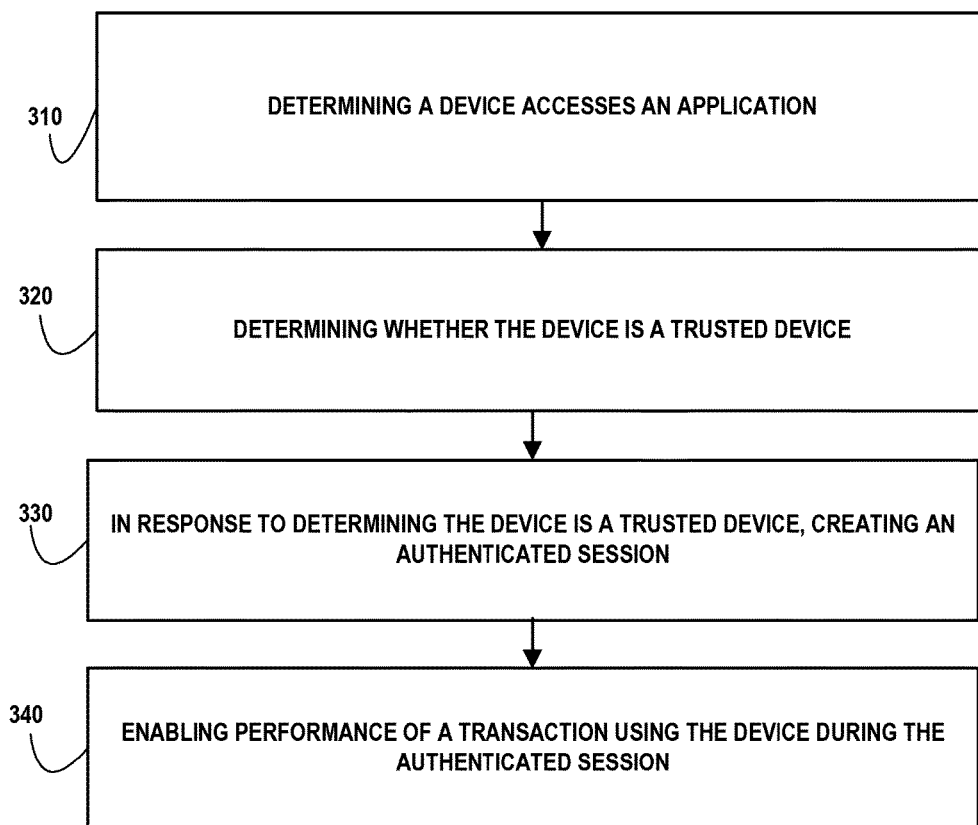 310
DETERMINING A DEVICE ACCESSES AN APPLICATION
320
DETERMINING WHETHER THE DEVICE IS A TRUSTED DEVICE
330
IN RESPONSE TO DETERMINING THE DEVICE IS A TRUSTED DEVICE, CREATING AN
AUTHENTICATED SESSION
340
ENABLING PERFORMANCE OF A TRANSACTION USING THE DEVICE DURING THE
AUTHENTICATED SESSION